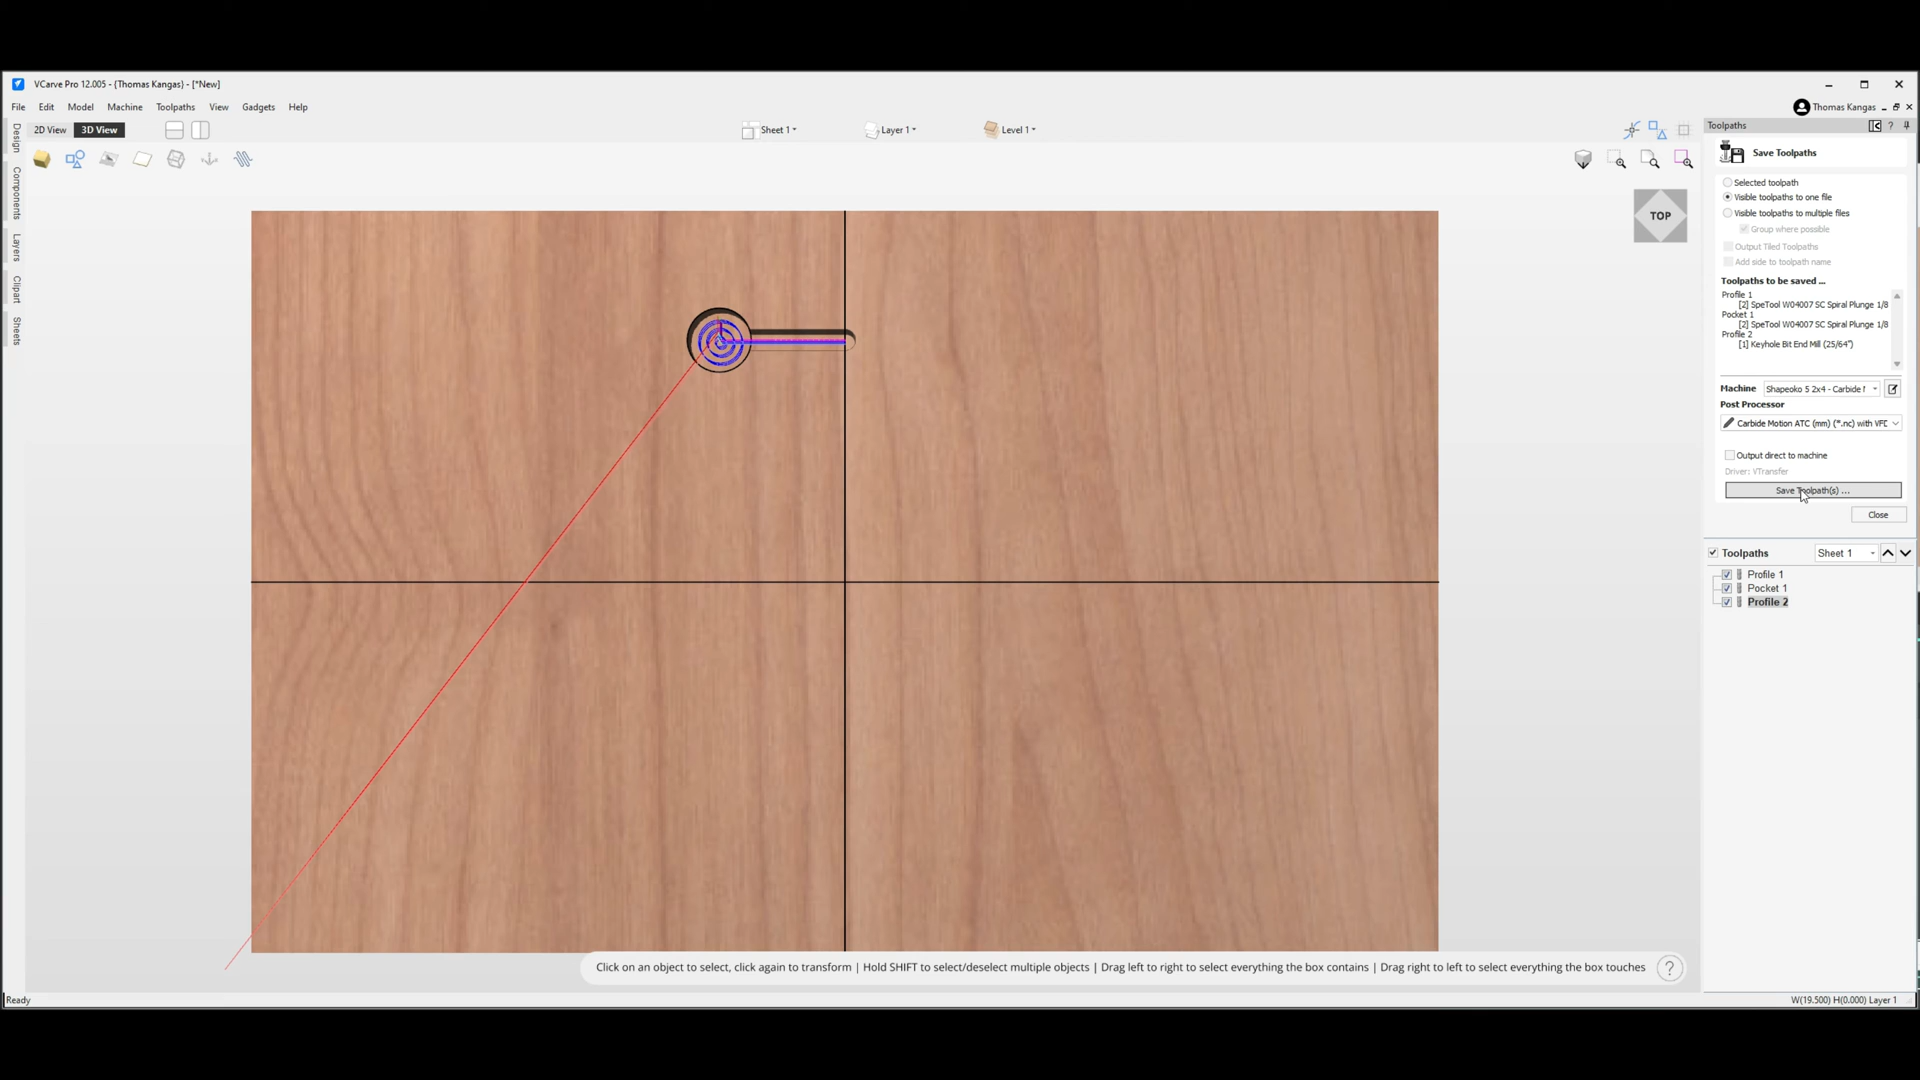 VCarve Pro 12.005 - {Thomas Kangas} - [*New]
File Edit Model Machine Toolpaths View Gadgets Help
Thomas Kangas
2D View 3D View
Sheet 1
Layer 1
Level 1
Design
Components
Layers
Clipart
Sheets
TOP
Toolpaths
Save Toolpaths
Selected toolpath
Visible toolpaths to one file
Visible toolpaths to multiple files
Group where possible
Output Tiled Toolpaths
Add side to toolpath name
Toolpaths to be saved ...
Profile 1
[2] SpeTool W04007 SC Spiral Plunge 1/8
Pocket 1
[2] SpeTool W04007 SC Spiral Plunge 1/8
Profile 2
[1] Keyhole Bit End Mill (25/64")
Machine Shapeoko 5 2x4 - Carbide
Post Processor
Carbide Motion ATC (mm) (*.nc) with VFD
Output direct to machine
Driver: VTransfer
Save Toolpath(s) ...
Close
Toolpaths Sheet 1
Profile 1
Pocket 1
Profile 2
Click on an object to select, click again to transform | Hold SHIFT to select/deselect multiple objects | Drag left to right to select everything the box contains | Drag right to left to select everything the box touches
?
Ready
W(19.500) H(0.000) Layer 1